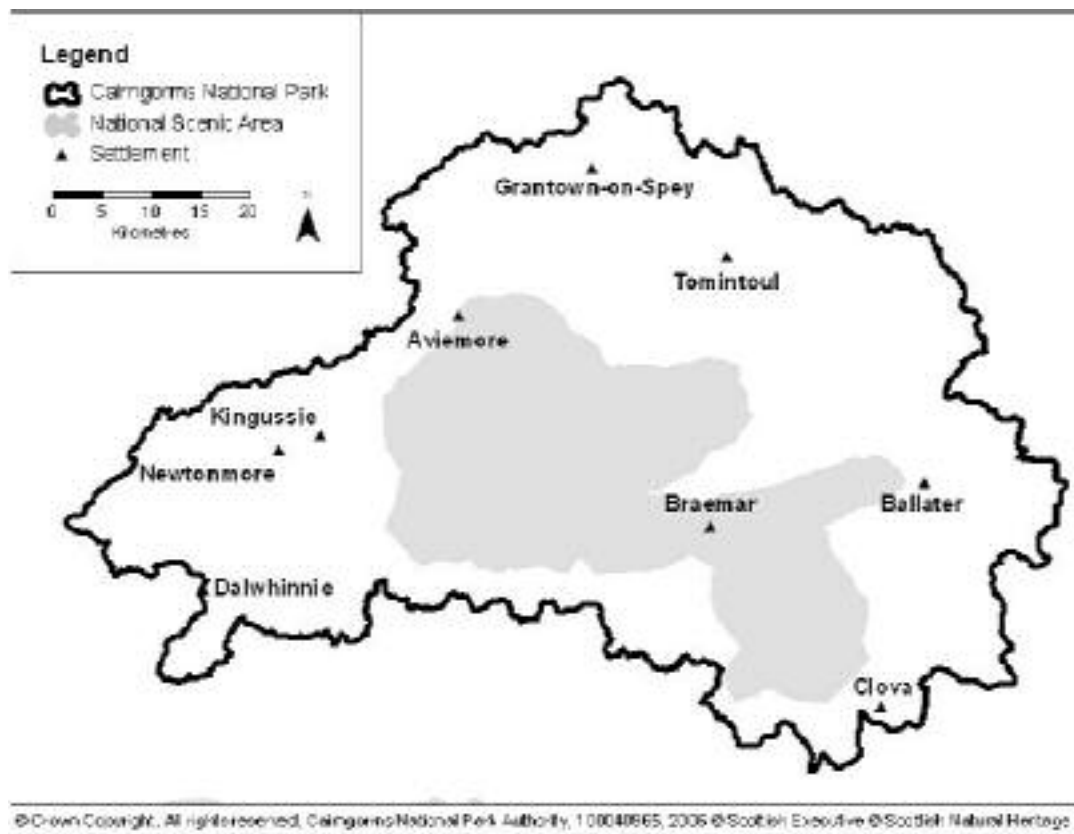 Legend
Cairngorms National Park
National Scenic Area
Settlement
0 5 10 15 20
Kilometres
Grantown-on-Spey
Tomintoul
Aviemore
Kingussie
Newtonmore
Braemar
Ballater
Dalwhinnie
Clova
©Crown Copyright. All rights reserved, Cairngorms National Park Authority, 100040965, 2006 ©Scottish Executive ©Scottish Natural Heritage